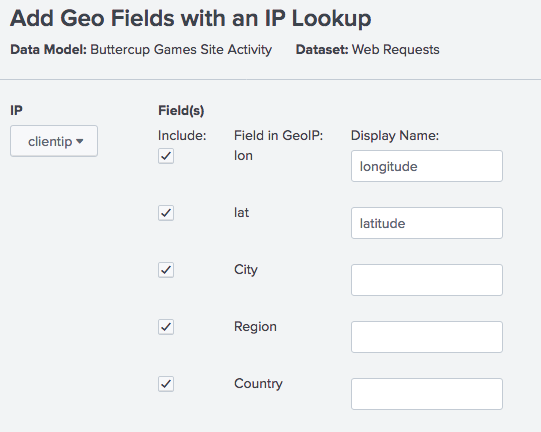 Add Geo Fields with an IP Lookup
Data Model: Buttercup Games Site Activity Dataset: Web Requests
IP Field(s)
clientip Include: Field in GeoIP: Display Name:
lon longitude
lat latitude
City
Region
Country